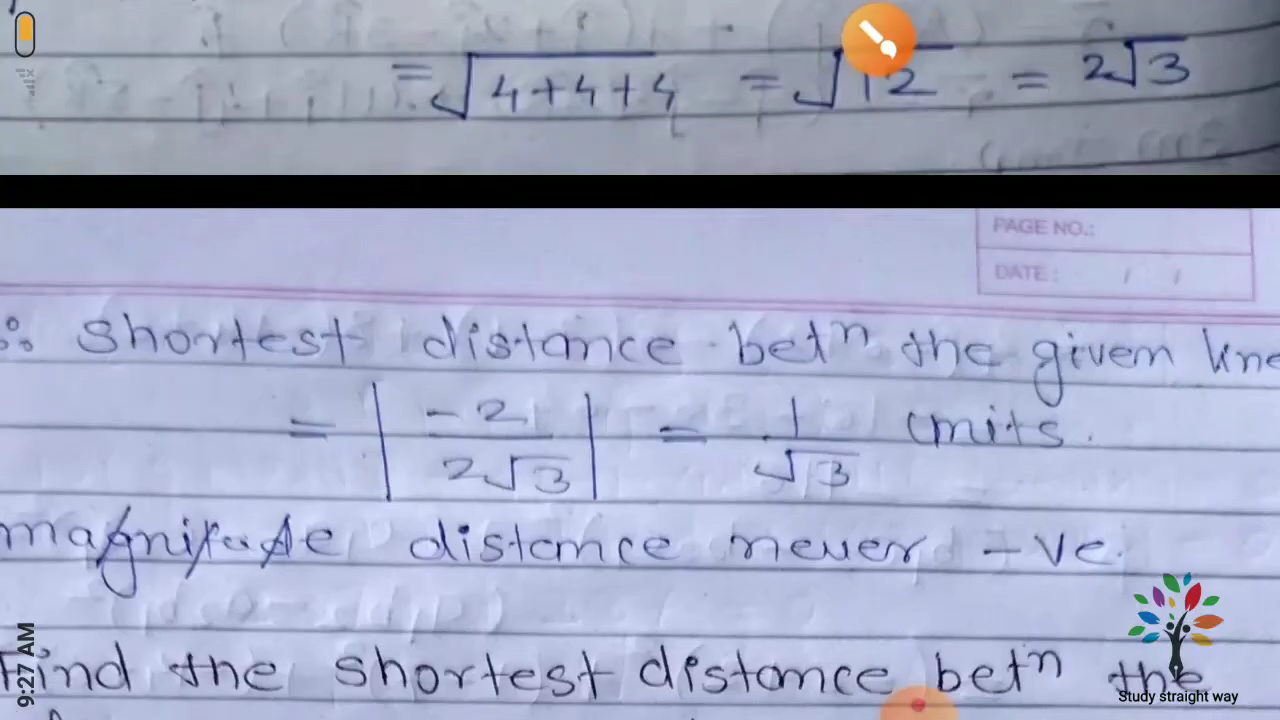 = √4+4+4 = √12 = 2√3
PAGE NO.:
DATE: / /
∴ Shortest distance betn the given line
= | -2 / 2√3 | = 1/√3 units.
distance never -ve.
Find the shortest distance betn the
Study straight way
9:27 AM